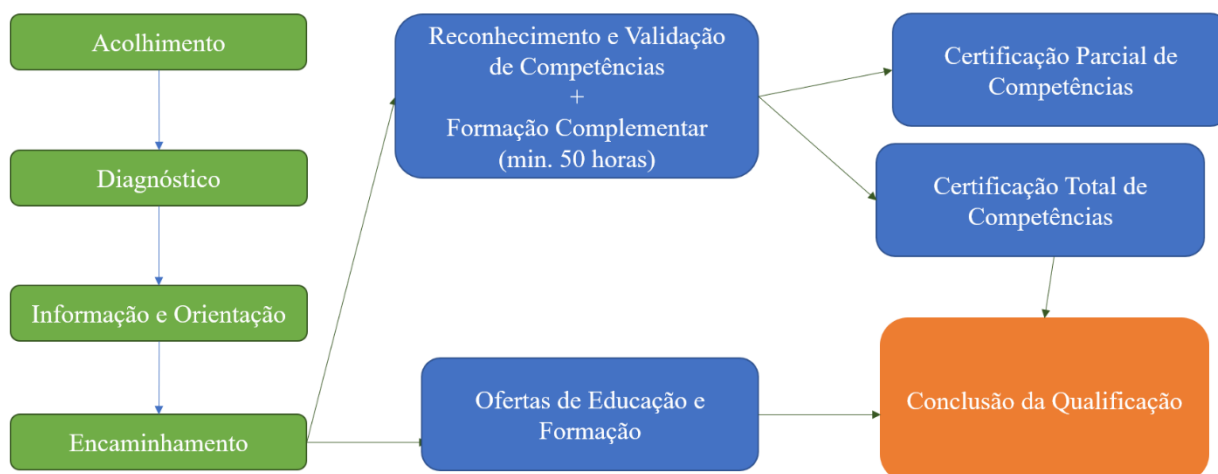 Acolhimento
Diagnóstico
Informação e Orientação
Encaminhamento
Reconhecimento e Validação
de Competências
+
Formação Complementar
(min. 50 horas)
Ofertas de Educação e
Formação
Certificação Parcial de
Competências
Certificação Total de
Competências
Conclusão da Qualificação